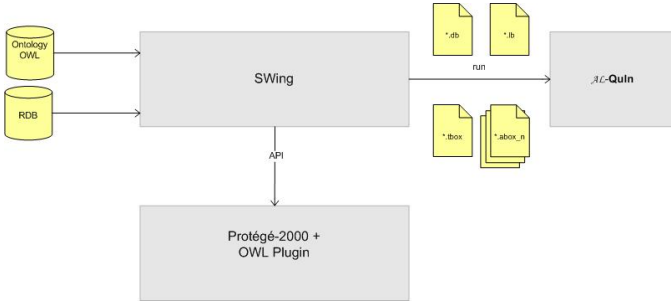 Ontology
OWL
RDB
SWing
*.db
*.lb
run
*.tbox
*.abox_n
𝒜ℒ-QuIn
API
Protégé-2000 +
OWL Plugin